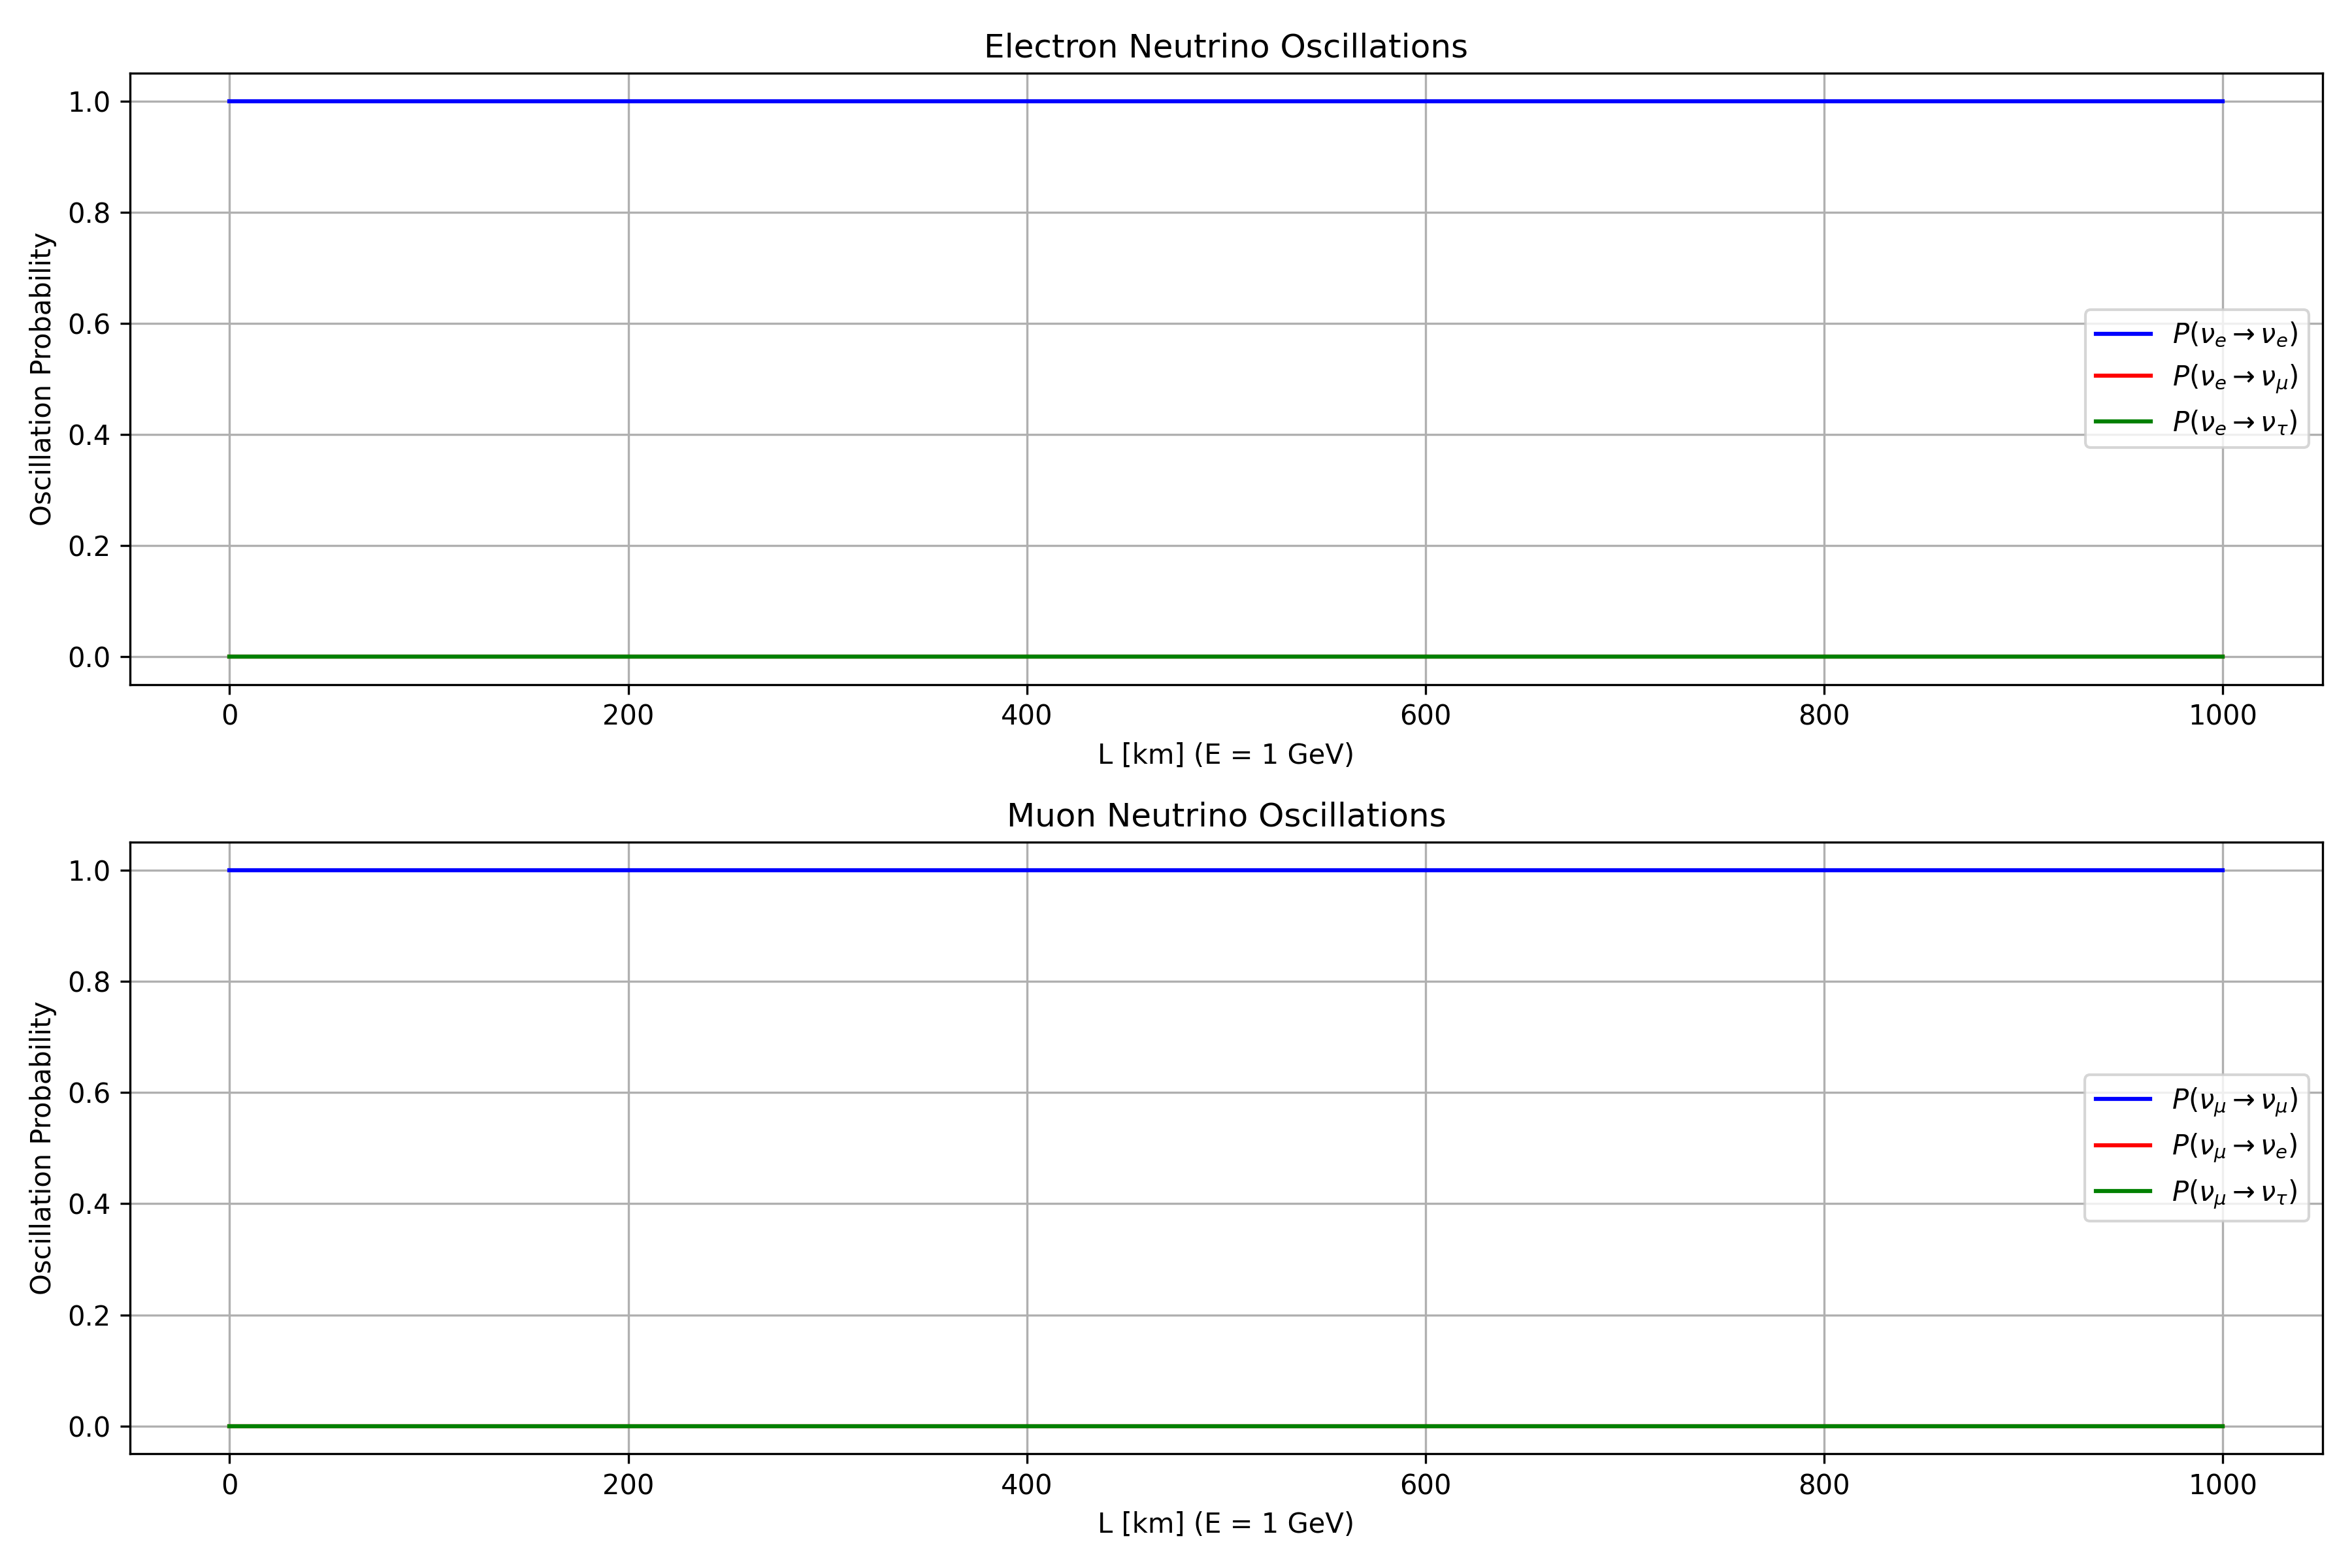 Electron Neutrino Oscillations
Oscillation Probability
1.0
0.8
0.6
0.4
0.2
0.0
P(νe → νe)
P(νe → νμ)
P(νe → ντ)
0 200 400 600 800 1000
L [km] (E = 1 GeV)
Muon Neutrino Oscillations
Oscillation Probability
1.0
0.8
0.6
0.4
0.2
0.0
P(νμ → νμ)
P(νμ → νe)
P(νμ → ντ)
0 200 400 600 800 1000
L [km] (E = 1 GeV)